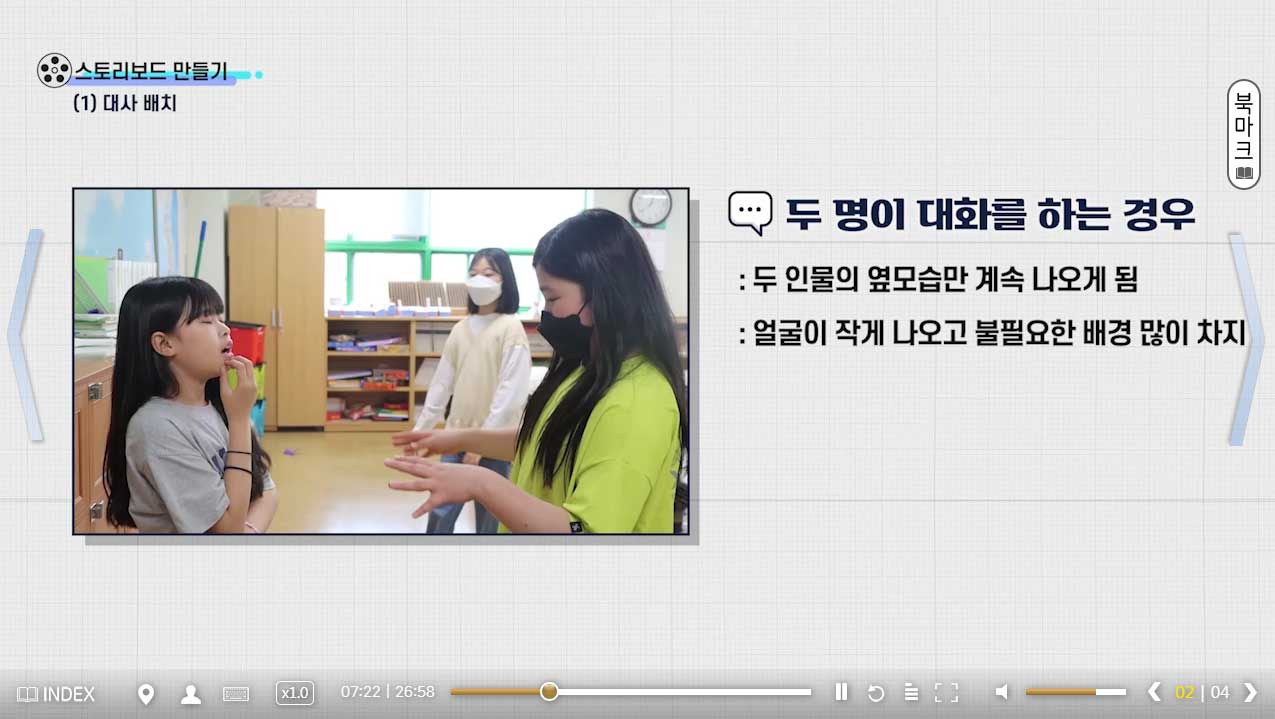 스토리보드 만들기
(1) 대사 배치
북마크
두 명이 대화를 하는 경우
: 두 인물의 옆모습만 계속 나오게 됨
: 얼굴이 작게 나오고 불필요한 배경 많이 차지
INDEX
x1.0
07:22 | 26:58
02 | 04